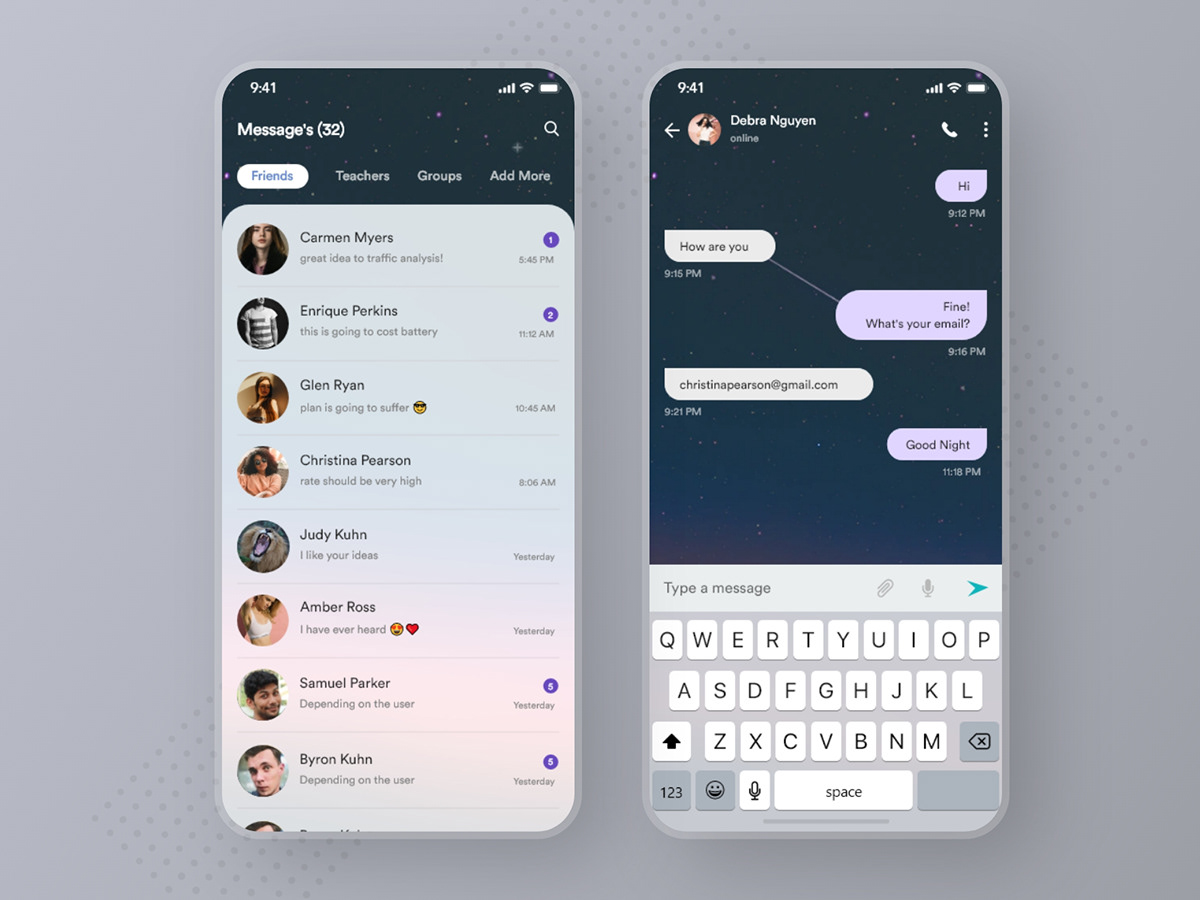 9:41
Message's (32)
Friends
Teachers
Groups
Add More
Carmen Myers
1
great idea to traffic analysis!
5:45 PM
Enrique Perkins
2
this is going to cost battery
11:12 AM
Glen Ryan
plan is going to suffer 😎
10:45 AM
Christina Pearson
rate should be very high
8:06 AM
Judy Kuhn
I like your ideas
Yesterday
Amber Ross
I have ever heard 😍❤️
Yesterday
Samuel Parker
5
Depending on the user
Yesterday
Byron Kuhn
5
Depending on the user
Yesterday
9:41
Debra Nguyen
online
Hi
9:12 PM
How are you
9:15 PM
Fine!
What's your email?
9:16 PM
christinapearson@gmail.com
9:21 PM
Good Night
11:18 PM
Type a message
Q W E R T Y U I O P
A S D F G H J K L
Z X C V B N M
123
space